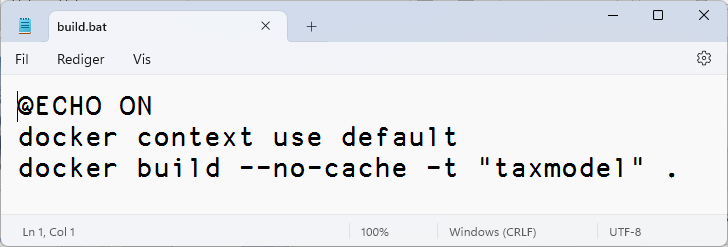 build.bat
Fil Rediger Vis
@ECHO ON
docker context use default
docker build --no-cache -t "taxmodel" .
Ln 1, Col 1 100% Windows (CRLF) UTF-8